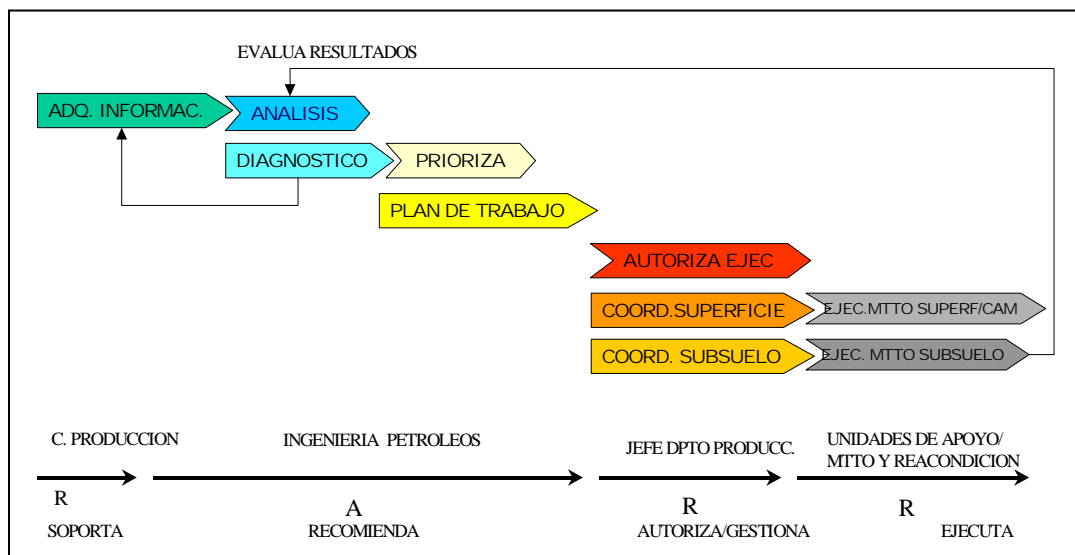 EVALUA RESULTADOS
ADQ. INFORMAC.
ANALISIS
DIAGNOSTICO
PRIORIZA
PLAN DE TRABAJO
AUTORIZA EJEC
COORD.SUPERFICIE
EJEC.MTTO SUPERF/CAM
COORD. SUBSUELO
EJEC. MTTO SUBSUELO
C. PRODUCCION
INGENIERIA PETROLEOS
JEFE DPTO PRODUCC.
UNIDADES DE APOYO/
MTTO Y REACONDICION
R
A
R
R
SOPORTA
RECOMIENDA
AUTORIZA/GESTIONA
EJECUTA